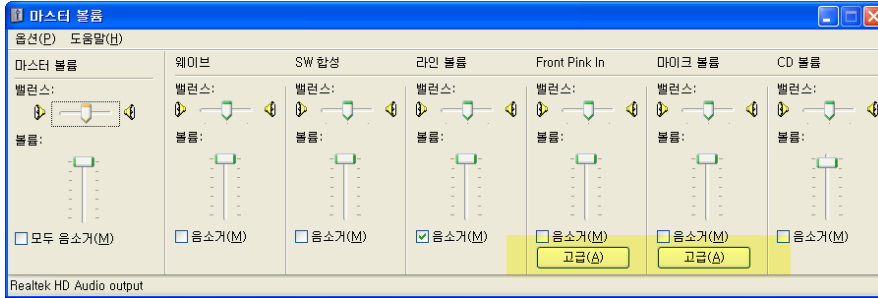 마스터 볼륨
옵션(P) 도움말(H)
마스터 볼륨 웨이브 SW 합성 라인 볼륨 Front Pink In 마이크 볼륨 CD 볼륨
밸런스: 밸런스: 밸런스: 밸런스: 밸런스: 밸런스: 밸런스:
볼륨: 볼륨: 볼륨: 볼륨: 볼륨: 볼륨: 볼륨:
모두 음소거(M) 음소거(M) 음소거(M) 음소거(M) 음소거(M) 음소거(M) 음소거(M)
고급(A) 고급(A)
Realtek HD Audio output